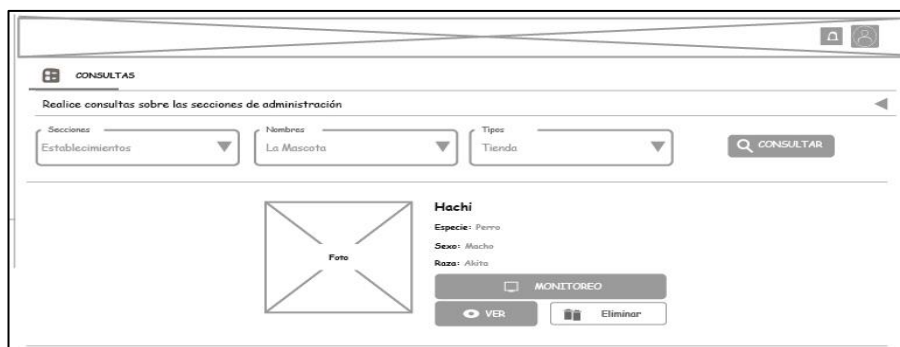 CONSULTAS
Realice consultas sobre las secciones de administración
Secciones Nombres Tipos
Establecimientos La Mascota Tienda CONSULTAR
Hachi
Especie: Perro
Sexo: Macho
Foto
Raza: Akita
MONITOREO
VER Eliminar